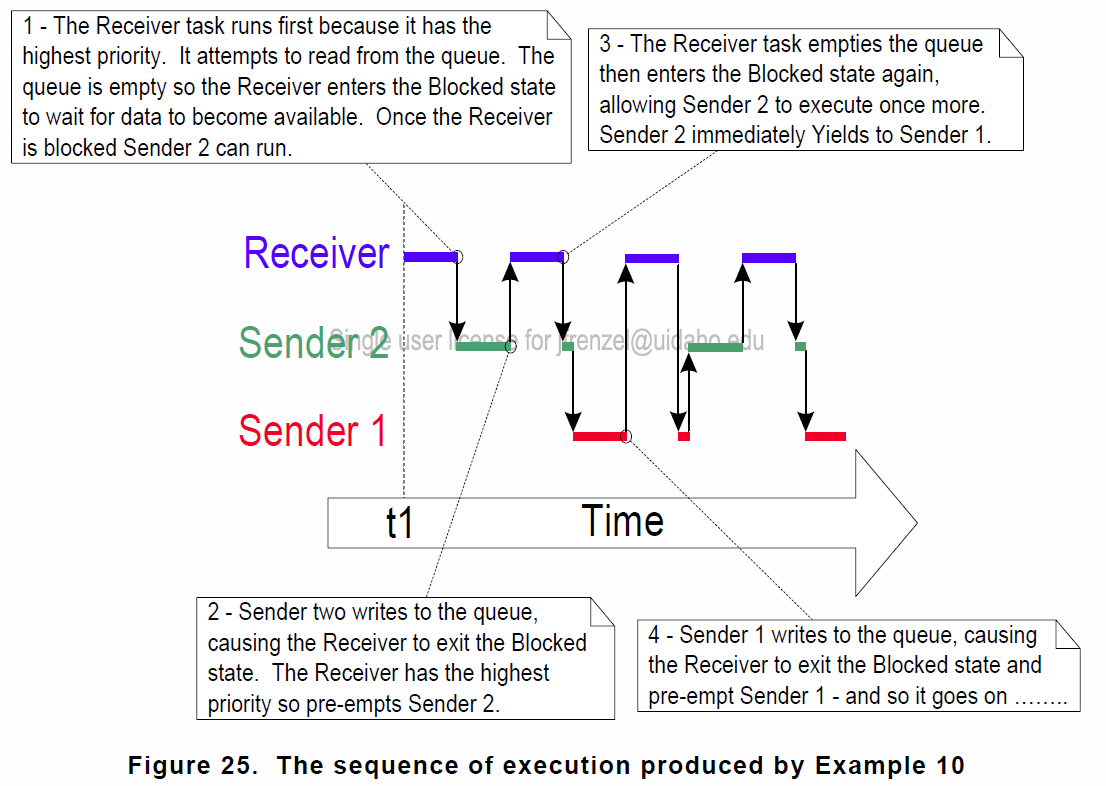 1 - The Receiver task runs first because it has the
highest priority.  It attempts to read from the queue.  The
queue is empty so the Receiver enters the Blocked state
to wait for data to become available.  Once the Receiver
is blocked Sender 2 can run.
3 - The Receiver task empties the queue
then enters the Blocked state again,
allowing Sender 2 to execute once more.
Sender 2 immediately Yields to Sender 1.
Receiver
Sender 2
Single user license for jfrenzel@uidaho.edu
Sender 1
t1
Time
2 - Sender two writes to the queue,
causing the Receiver to exit the Blocked
state.  The Receiver has the highest
priority so pre-empts Sender 2.
4 - Sender 1 writes to the queue, causing
the Receiver to exit the Blocked state and
pre-empt Sender 1 - and so it goes on ……..
Figure 25.  The sequence of execution produced by Example 10